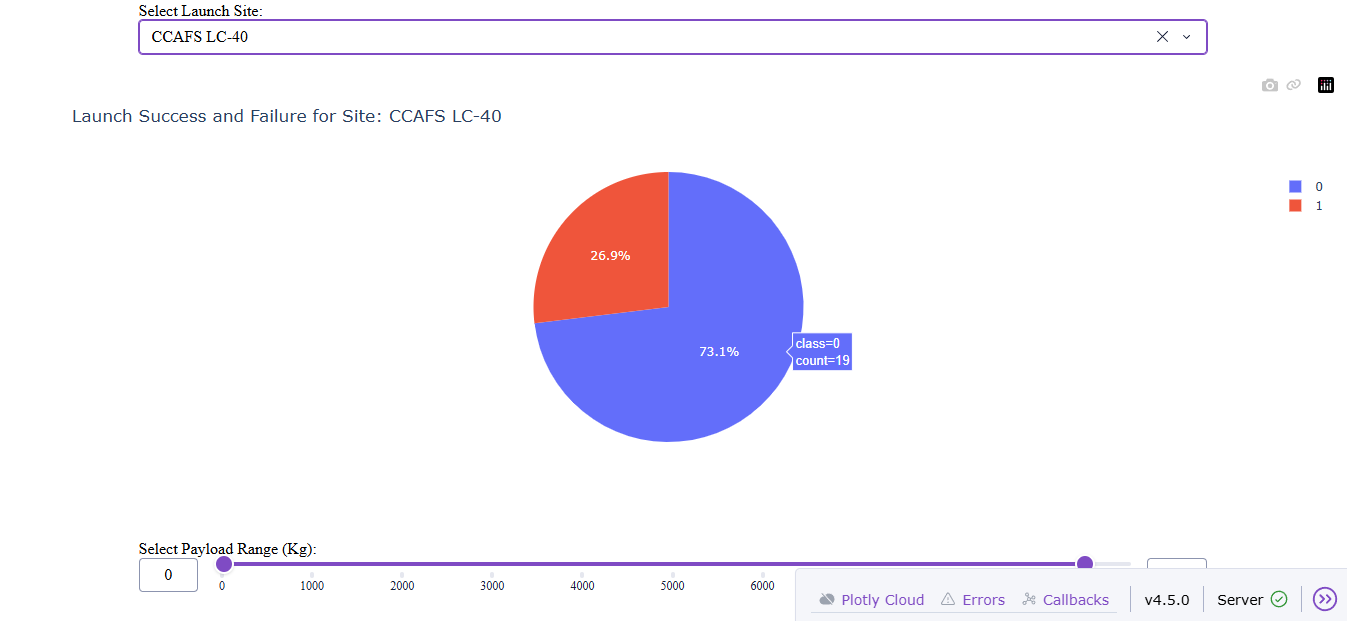 Select Launch Site:
CCAFS LC-40
Launch Success and Failure for Site: CCAFS LC-40
0
1
26.9%
73.1%
class=0
count=19
Select Payload Range (Kg):
0
0 1000 2000 3000 4000 5000 6000
Plotly Cloud Errors Callbacks v4.5.0 Server